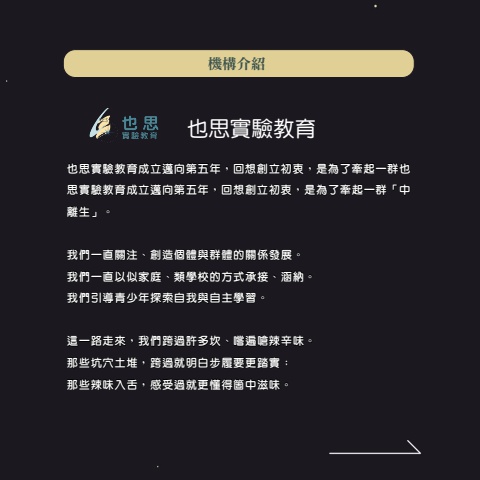 機構介紹
也思
實驗教育
也思實驗教育
也思實驗教育成立邁向第五年，回想創立初衷，是為了牽起一群也
思實驗教育成立邁向第五年，回想創立初衷，是為了牽起一群「中
離生」。
我們一直關注、創造個體與群體的關係發展。
我們一直以似家庭、類學校的方式承接、涵納。
我們引導青少年探索自我與自主學習。
這一路走來，我們跨過許多坎、嚐遍嗆辣辛味。
那些坑穴土堆，跨過就明白步履要更踏實；
那些辣味入舌，感受過就更懂得箇中滋味。